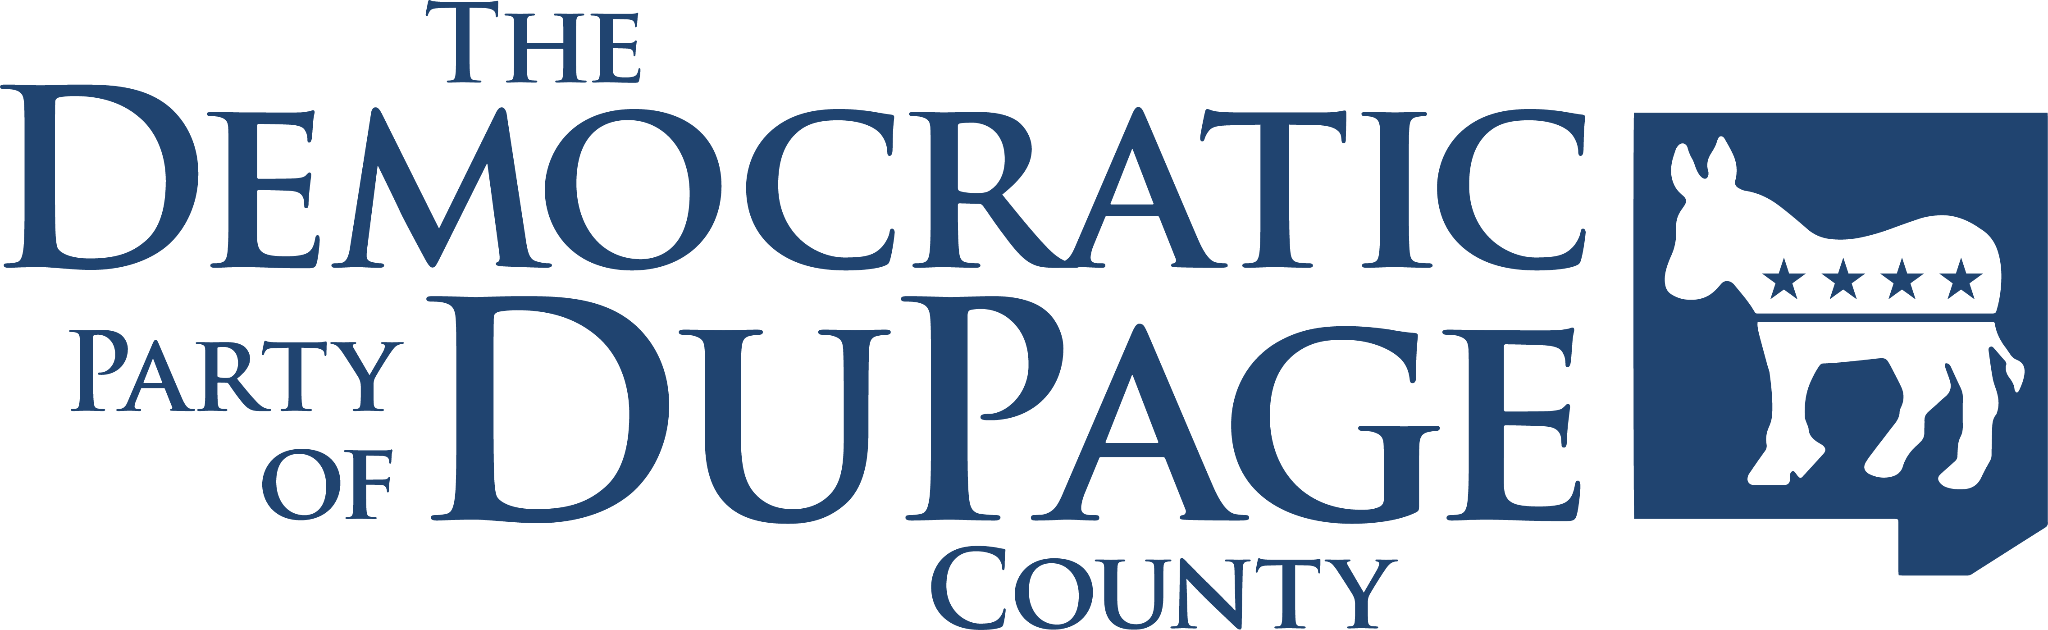 THE
DEMOCRATIC
PARTY OF DUPAGE
COUNTY